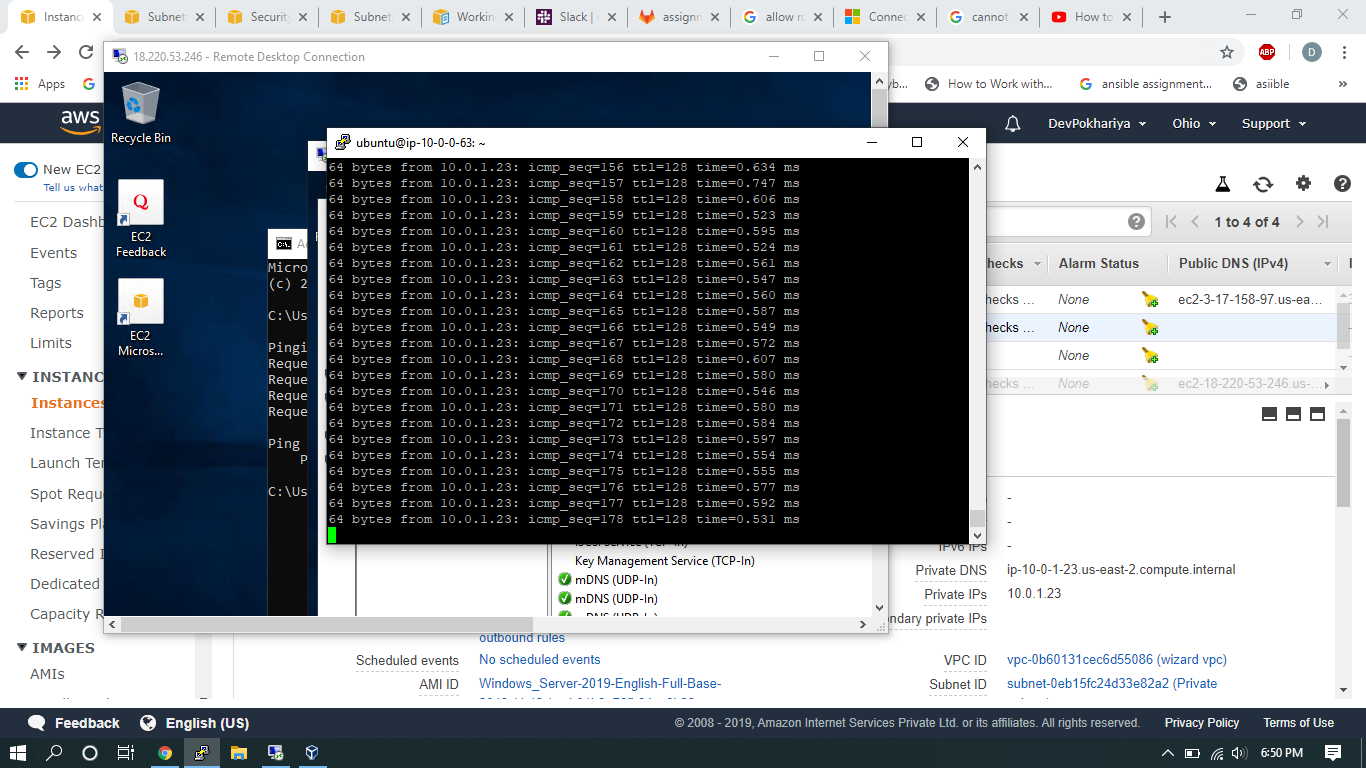 Instanc
Subnet
Securit
Subnet
Workin
Slack |
assignm
allow ro
Connec
cannot
How to
Apps
How to Work with...
ansible assignment...
asiible
18.220.53.246 - Remote Desktop Connection
aws
DevPokhariya
Ohio
Support
Recycle Bin
EC2
Feedback
EC2
Micros...
New EC2
Tell us what
EC2 Dashb
Events
Tags
Reports
Limits
INSTANC
Instances
Instance T
Launch Te
Spot Requ
Savings Pl
Reserved I
Dedicated
Capacity R
IMAGES
AMIs
Micro
(c) 2
C:\Us
Pingi
Reque
Reque
Reque
Reque
Ping
P
C:\Us
ubuntu@ip-10-0-0-63: ~
64 bytes from 10.0.1.23: icmp_seq=156 ttl=128 time=0.634 ms
64 bytes from 10.0.1.23: icmp_seq=157 ttl=128 time=0.747 ms
64 bytes from 10.0.1.23: icmp_seq=158 ttl=128 time=0.606 ms
64 bytes from 10.0.1.23: icmp_seq=159 ttl=128 time=0.523 ms
64 bytes from 10.0.1.23: icmp_seq=160 ttl=128 time=0.595 ms
64 bytes from 10.0.1.23: icmp_seq=161 ttl=128 time=0.524 ms
64 bytes from 10.0.1.23: icmp_seq=162 ttl=128 time=0.561 ms
64 bytes from 10.0.1.23: icmp_seq=163 ttl=128 time=0.547 ms
64 bytes from 10.0.1.23: icmp_seq=164 ttl=128 time=0.560 ms
64 bytes from 10.0.1.23: icmp_seq=165 ttl=128 time=0.587 ms
64 bytes from 10.0.1.23: icmp_seq=166 ttl=128 time=0.549 ms
64 bytes from 10.0.1.23: icmp_seq=167 ttl=128 time=0.572 ms
64 bytes from 10.0.1.23: icmp_seq=168 ttl=128 time=0.607 ms
64 bytes from 10.0.1.23: icmp_seq=169 ttl=128 time=0.580 ms
64 bytes from 10.0.1.23: icmp_seq=170 ttl=128 time=0.546 ms
64 bytes from 10.0.1.23: icmp_seq=171 ttl=128 time=0.580 ms
64 bytes from 10.0.1.23: icmp_seq=172 ttl=128 time=0.584 ms
64 bytes from 10.0.1.23: icmp_seq=173 ttl=128 time=0.597 ms
64 bytes from 10.0.1.23: icmp_seq=174 ttl=128 time=0.554 ms
64 bytes from 10.0.1.23: icmp_seq=175 ttl=128 time=0.555 ms
64 bytes from 10.0.1.23: icmp_seq=176 ttl=128 time=0.577 ms
64 bytes from 10.0.1.23: icmp_seq=177 ttl=128 time=0.592 ms
64 bytes from 10.0.1.23: icmp_seq=178 ttl=128 time=0.531 ms
Key Management Service (TCP-In)
mDNS (UDP-In)
mDNS (UDP-In)
1 to 4 of 4
hecks
Alarm Status
Public DNS (IPv4)
hecks ...
None
ec2-3-17-158-97.us-ea...
hecks ...
None
None
hecks ...
None
ec2-18-220-53-246.us-...
-
-
IPv6 IPs
-
Private DNS
ip-10-0-1-23.us-east-2.compute.internal
Private IPs
10.0.1.23
ndary private IPs
outbound rules
Scheduled events
No scheduled events
VPC ID
vpc-0b60131cec6d55086 (wizard vpc)
AMI ID
Windows_Server-2019-English-Full-Base-
Subnet ID
subnet-0eb15fc24d33e82a2 (Private
Feedback
English (US)
© 2008 - 2019, Amazon Internet Services Private Ltd. or its affiliates. All rights reserved.
Privacy Policy
Terms of Use
6:50 PM